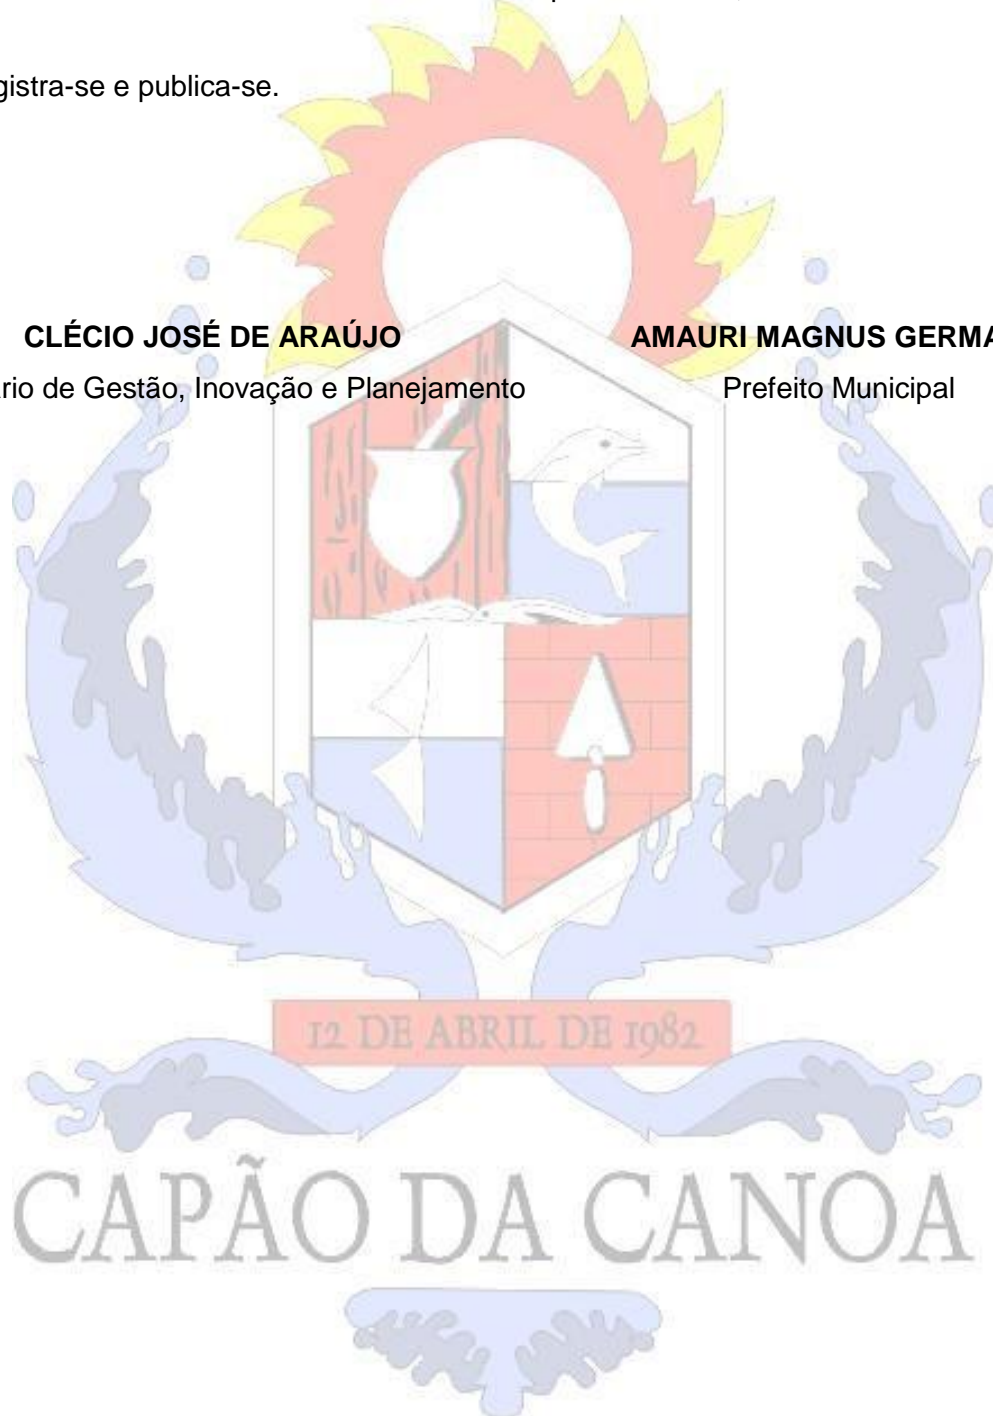 gistra-se e publica-se.
CLÉCIO JOSÉ DE ARAÚJO AMAURI MAGNUS GERMA
rio de Gestão, Inovação e Planejamento Prefeito Municipal
12 DE ABRIL DE 1982
CAPÃO DA CANOA